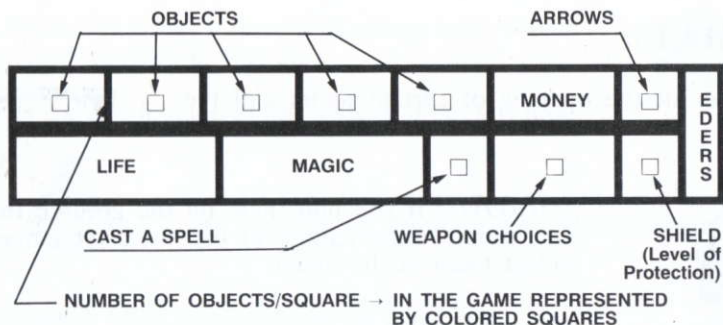 OBJECTS
ARROWS
MONEY
EDERS
LIFE
MAGIC
CAST A SPELL
WEAPON CHOICES
SHIELD
(Level of
Protection)
NUMBER OF OBJECTS/SQUARE → IN THE GAME REPRESENTED
BY COLORED SQUARES